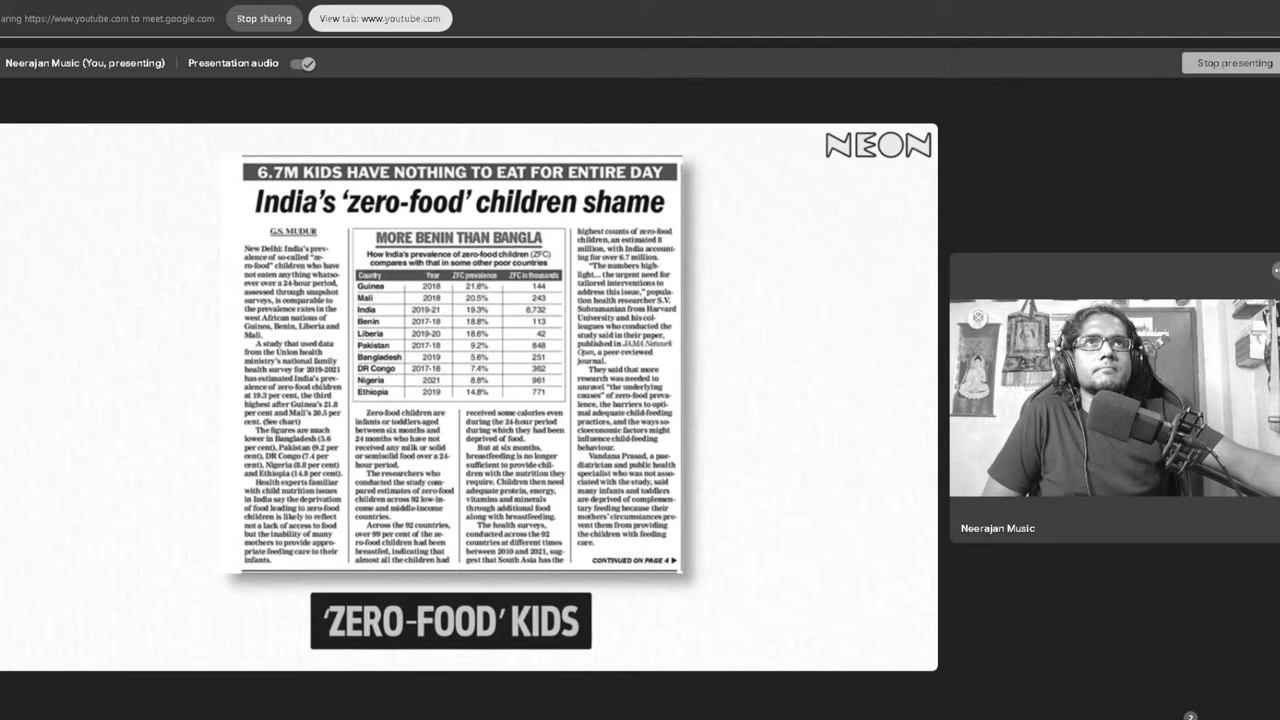 aring https://www.youtube.com to meet.google.com
Stop sharing
View tab: www.youtube.com
Neerajan Music (You, presenting)
Presentation audio
Stop presenting
NEON
6.7M KIDS HAVE NOTHING TO EAT FOR ENTIRE DAY
India's 'zero-food' children shame
G.S. MUDUR
New Delhi: India's prev-
alence of so-called "ze-
ro-food" children who have
not eaten anything whatso-
ever over a 24-hour period,
assessed through snapshot
surveys, is comparable to
the prevalence rates in the
west African nations of
Guinea, Benin, Liberia and
Mali.
A study that used data
from the Union health
ministry's national family
health survey for 2019-2021
has estimated India's prev-
alence of zero-food children
at 19.3 per cent, the third
highest after Guinea's 21.8
per cent and Mali's 20.5 per
cent. (See chart)
The figures are much
lower in Bangladesh (5.6
per cent), Pakistan (9.2 per
cent), DR Congo (7.4 per
cent), Nigeria (8.8 per cent)
and Ethiopia (14.8 per cent).
Health experts familiar
with child nutrition issues
in India say the deprivation
of food leading to zero-food
children is likely to reflect
not a lack of access to food
but the inability of many
mothers to provide appro-
priate feeding care to their
infants.
MORE BENIN THAN BANGLA
How India's prevalence of zero-food children (ZFC)
compares with that in some other poor countries
Country Year ZFC prevalence ZFC in thousands
Guinea 2018 21.8% 144
Mali 2018 20.5% 243
India 2019-21 19.3% 6,732
Benin 2017-18 18.8% 113
Liberia 2019-20 18.6% 42
Pakistan 2017-18 9.2% 848
Bangladesh 2019 5.6% 251
DR Congo 2017-18 7.4% 362
Nigeria 2021 8.8% 961
Ethiopia 2019 14.8% 771
Zero-food children are
infants or toddlers aged
between six months and
24 months who have not
received any milk or solid
or semisolid food over a 24-
hour period.
The researchers who
conducted the study com-
pared estimates of zero-food
children across 92 low-in-
come and middle-income
countries.
Across the 92 countries,
over 99 per cent of the ze-
ro-food children had been
breastfed, indicating that
almost all the children had
received some calories even
during the 24-hour period
during which they had been
deprived of food.
But at six months,
breastfeeding is no longer
sufficient to provide chil-
dren with the nutrition they
require. Children then need
adequate protein, energy,
vitamins and minerals
through additional food
along with breastfeeding.
The health surveys,
conducted across the 92
countries at different times
between 2010 and 2021, sug-
gest that South Asia has the
highest counts of zero-food
children, an estimated 8
million, with India account-
ing for over 6.7 million.
"The numbers high-
light... the urgent need for
tailored interventions to
address this issue," popula-
tion health researcher S.V.
Subramanian from Harvard
University and his col-
leagues who conducted the
study said in their paper,
published in JAMA Network
Open, a peer-reviewed
journal.
They said that more
research was needed to
unravel "the underlying
causes" of zero-food preva-
lence, the barriers to opti-
mal adequate child-feeding
practices, and the ways so-
cioeconomic factors might
influence child-feeding
behaviour.
Vandana Prasad, a pae-
diatrician and public health
specialist who was not asso-
ciated with the study, said
many infants and toddlers
are deprived of complemen-
tary feeding because their
mothers' circumstances pre-
vent them from providing
the children with feeding
care.
CONTINUED ON PAGE 4 ▶
'ZERO-FOOD' KIDS
Neerajan Music